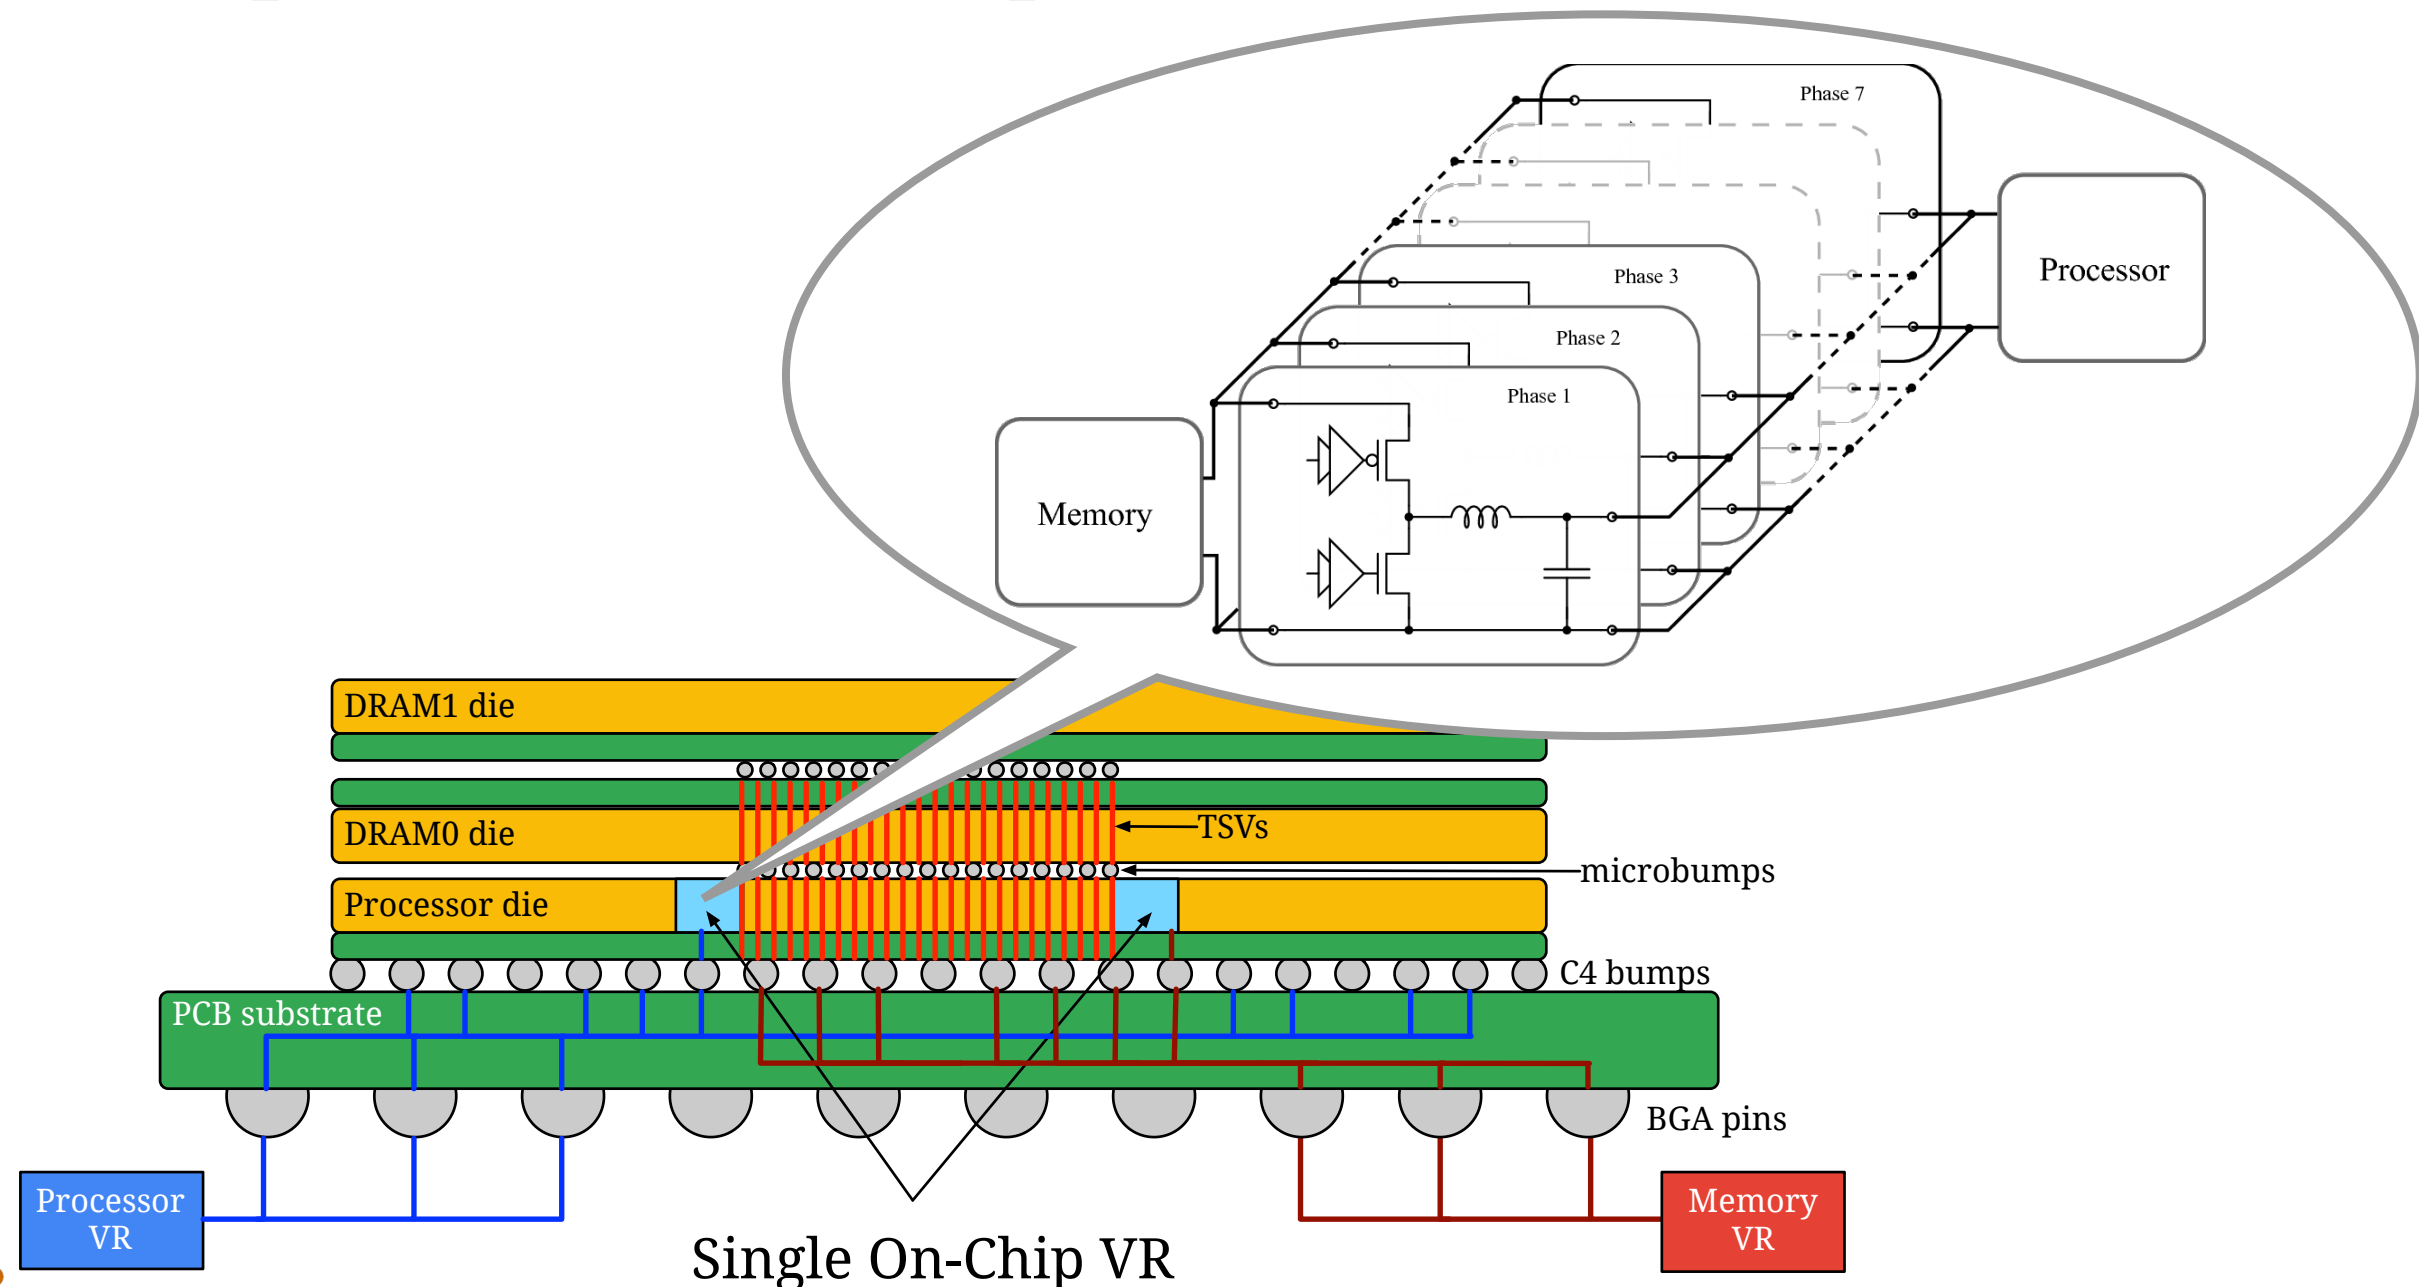 Phase 7
Processor
Phase 3
Phase 2
Phase 1
Memory
DRAM1 die
DRAM0 die
TSVs
microbumps
Processor die
C4 bumps
PCB substrate
BGA pins
Processor
VR
Memory
VR
Single On-Chip VR